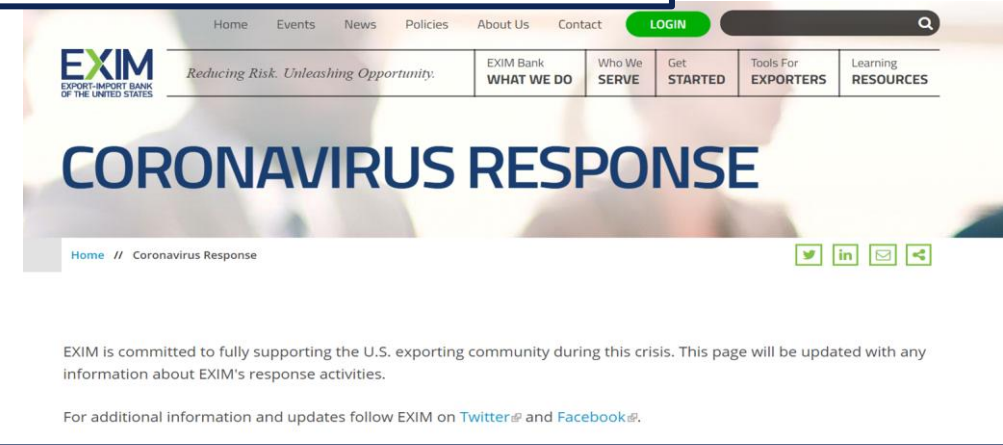 Home Events News Policies About Us Contact LOGIN
EXIM
EXPORT-IMPORT BANK
OF THE UNITED STATES
Reducing Risk. Unleashing Opportunity.
EXIM Bank
WHAT WE DO
Who We
SERVE
Get
STARTED
Tools For
EXPORTERS
Learning
RESOURCES
CORONAVIRUS RESPONSE
Home // Coronavirus Response
in
EXIM is committed to fully supporting the U.S. exporting community during this crisis. This page will be updated with any
information about EXIM's response activities.
For additional information and updates follow EXIM on Twitter and Facebook.